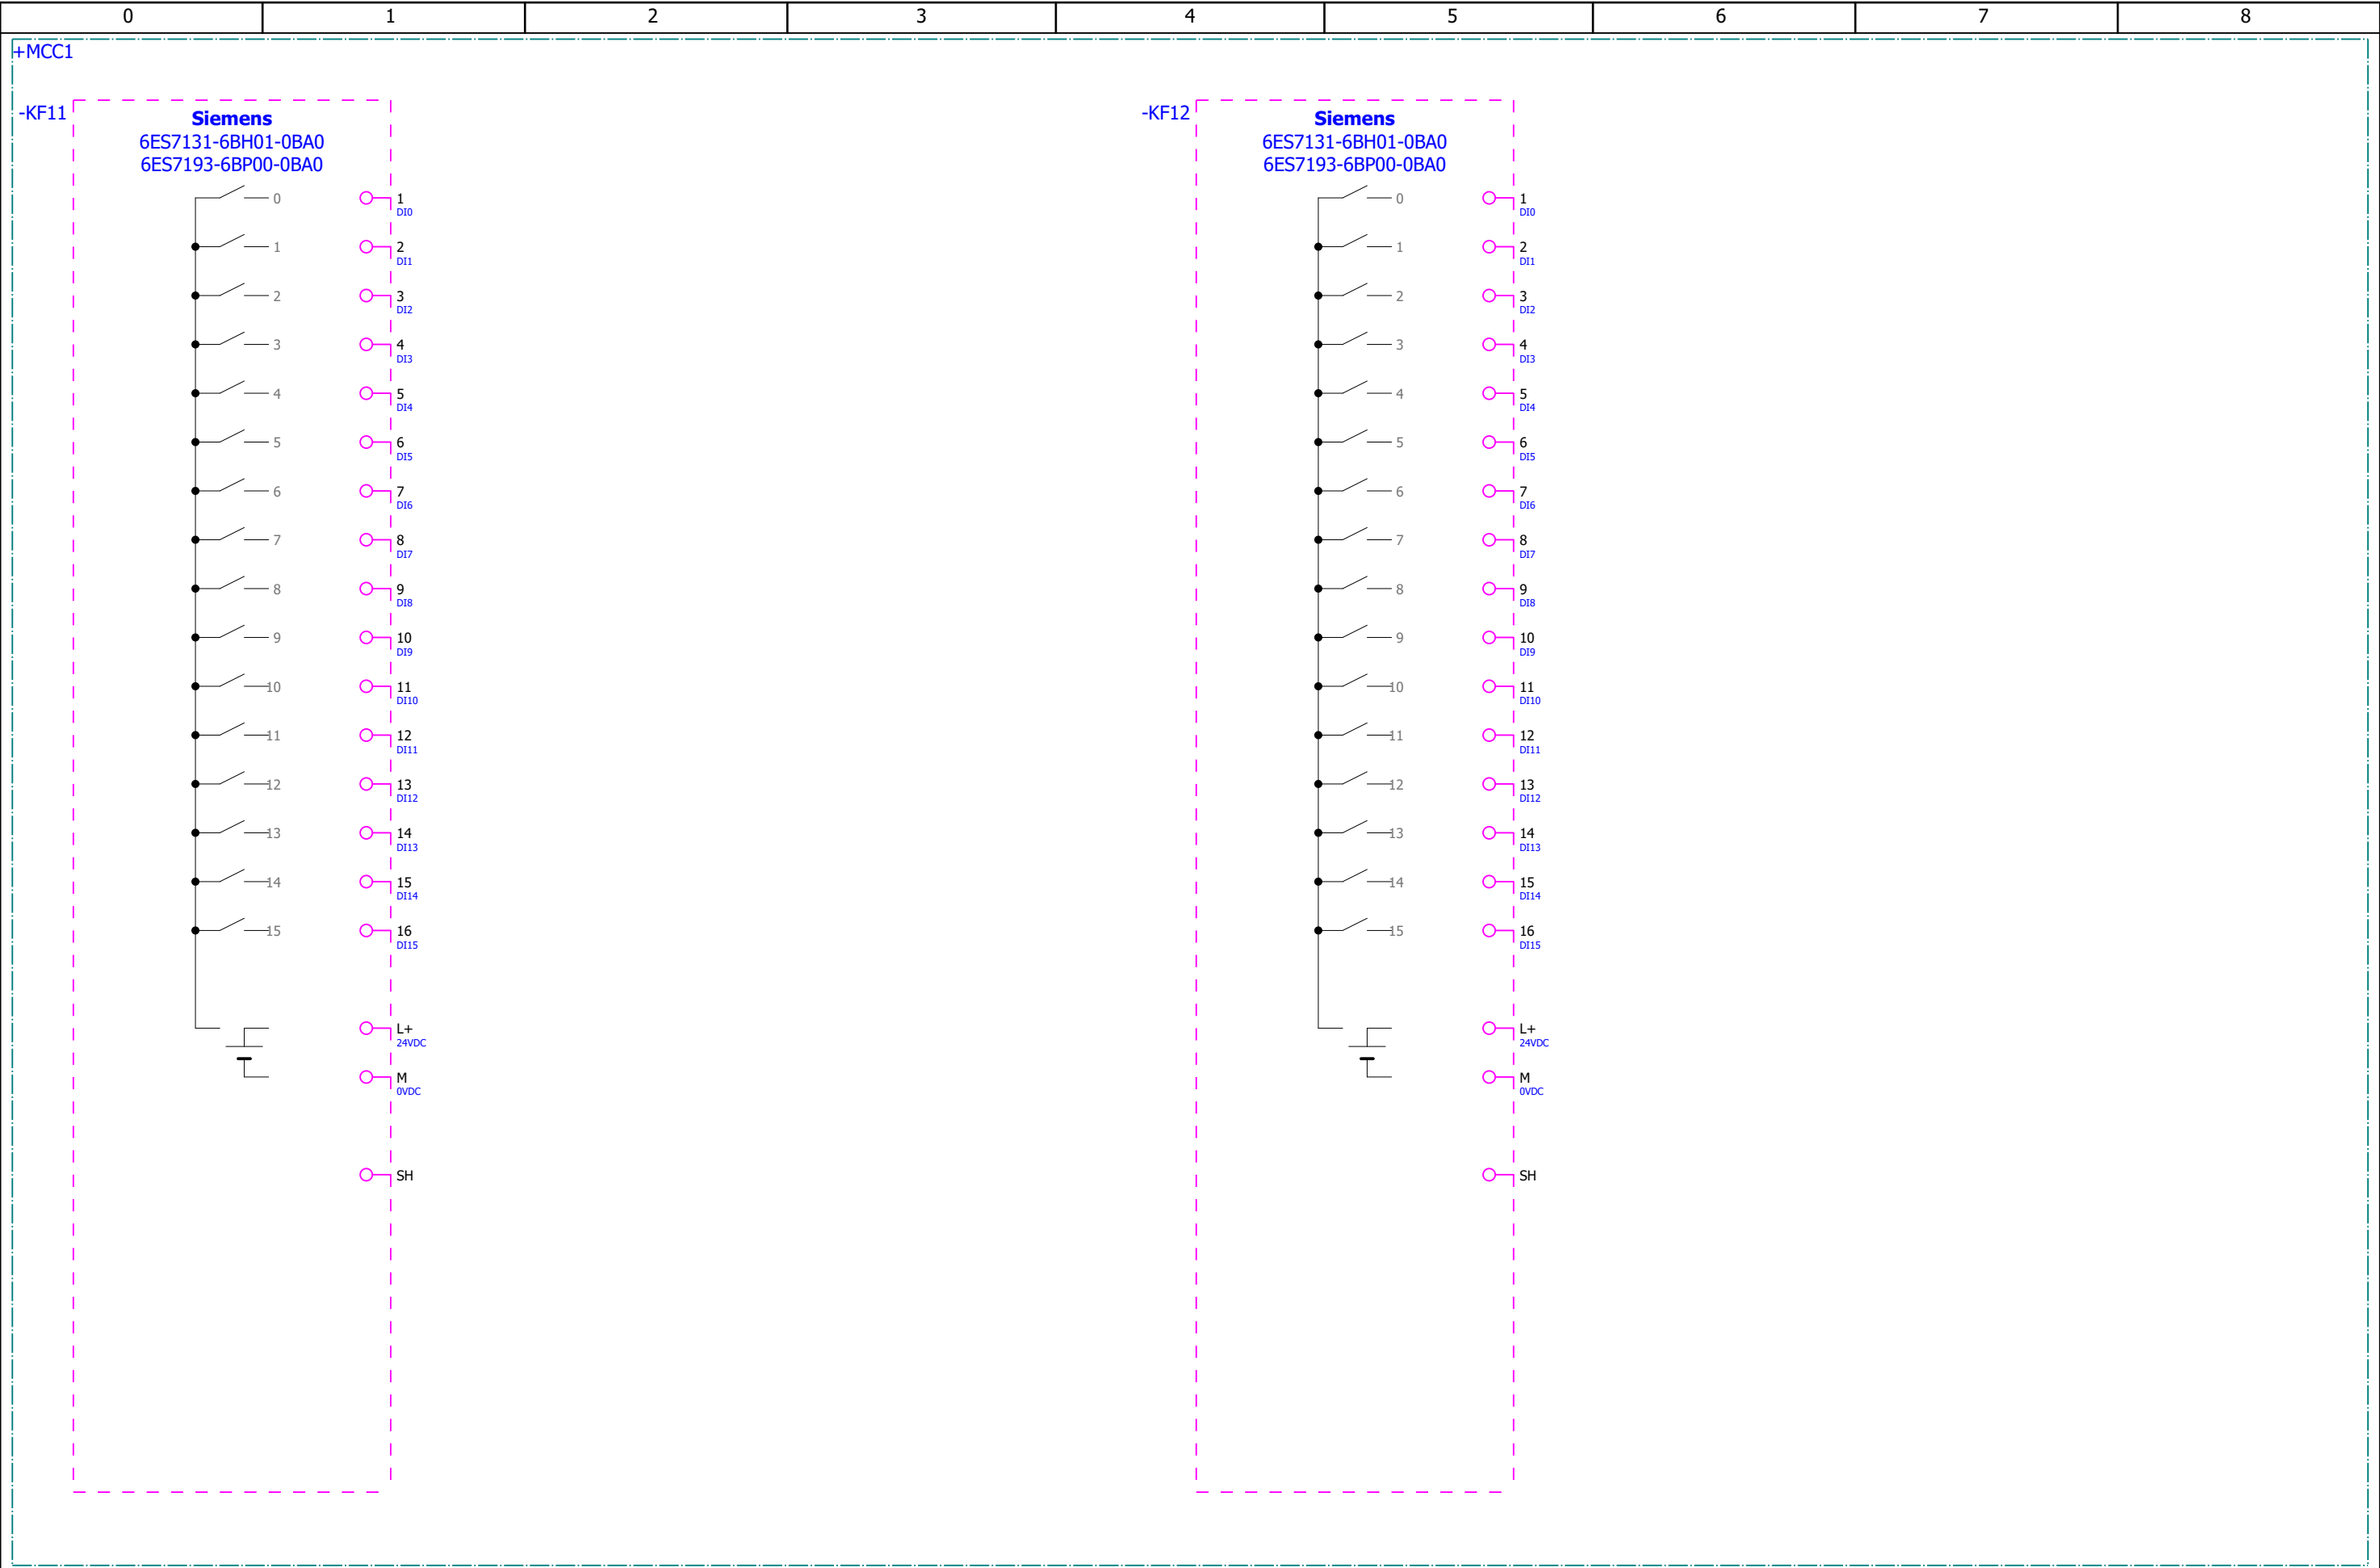 0 1 2 3 4 5 6 7 8
+MCC1
-KF11
Siemens
6ES7131-6BH01-0BA0
6ES7193-6BP00-0BA0
0 1
DI0
1 2
DI1
2 3
DI2
3 4
DI3
4 5
DI4
5 6
DI5
6 7
DI6
7 8
DI7
8 9
DI8
9 10
DI9
10 11
DI10
11 12
DI11
12 13
DI12
13 14
DI13
14 15
DI14
15 16
DI15
L+
24VDC
M
0VDC
SH
-KF12
Siemens
6ES7131-6BH01-0BA0
6ES7193-6BP00-0BA0
0 1
DI0
1 2
DI1
2 3
DI2
3 4
DI3
4 5
DI4
5 6
DI5
6 7
DI6
7 8
DI7
8 9
DI8
9 10
DI9
10 11
DI10
11 12
DI11
12 13
DI12
13 14
DI13
14 15
DI14
15 16
DI15
L+
24VDC
M
0VDC
SH